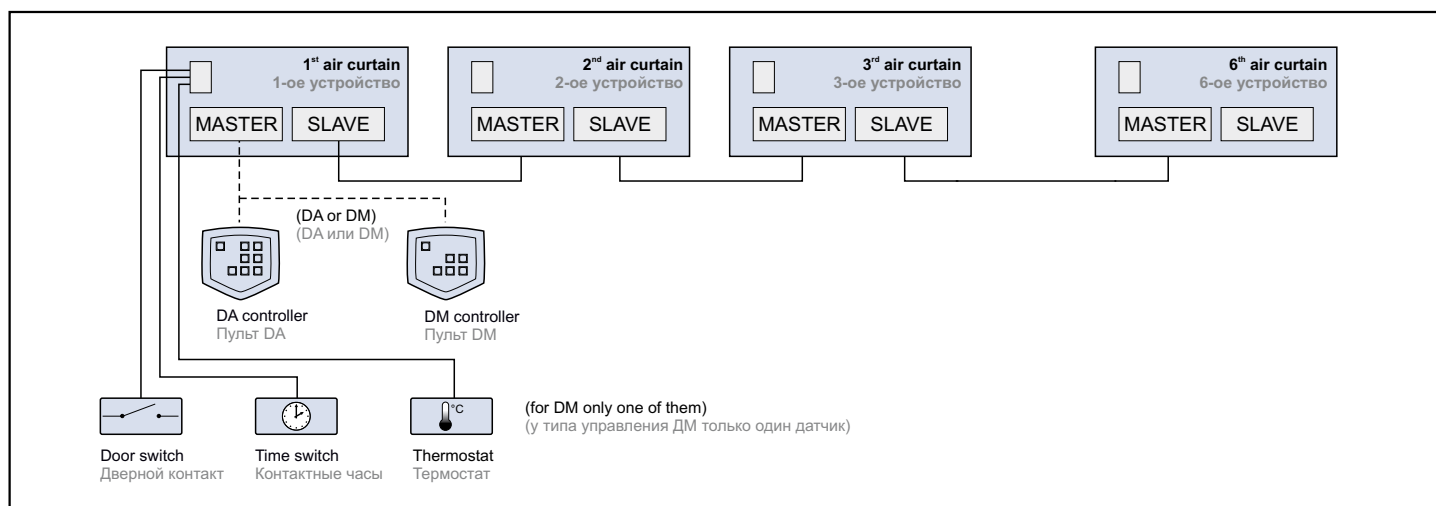 1st air curtain
1-ое устройство
MASTER
SLAVE
2nd air curtain
2-ое устройство
MASTER
SLAVE
3rd air curtain
3-ое устройство
MASTER
SLAVE
6th air curtain
6-ое устройство
MASTER
SLAVE
(DA or DM)
(DA или DM)
DA controller
Пульт DA
DM controller
Пульт DM
°C
(for DM only one of them)
(у типа управления ДМ только один датчик)
Door switch
Дверной контакт
Time switch
Контактные часы
Thermostat
Термостат